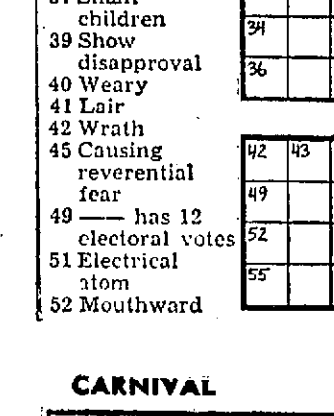 children
39 Show
disapproval
40 Weary
41 Lair
42 Wrath
45 Causing
reverential
fear
49 —— has 12
electoral votes
51 Electrical
atom
52 Mouthward
34
36
42 43
49
52
55
CARNIVAL